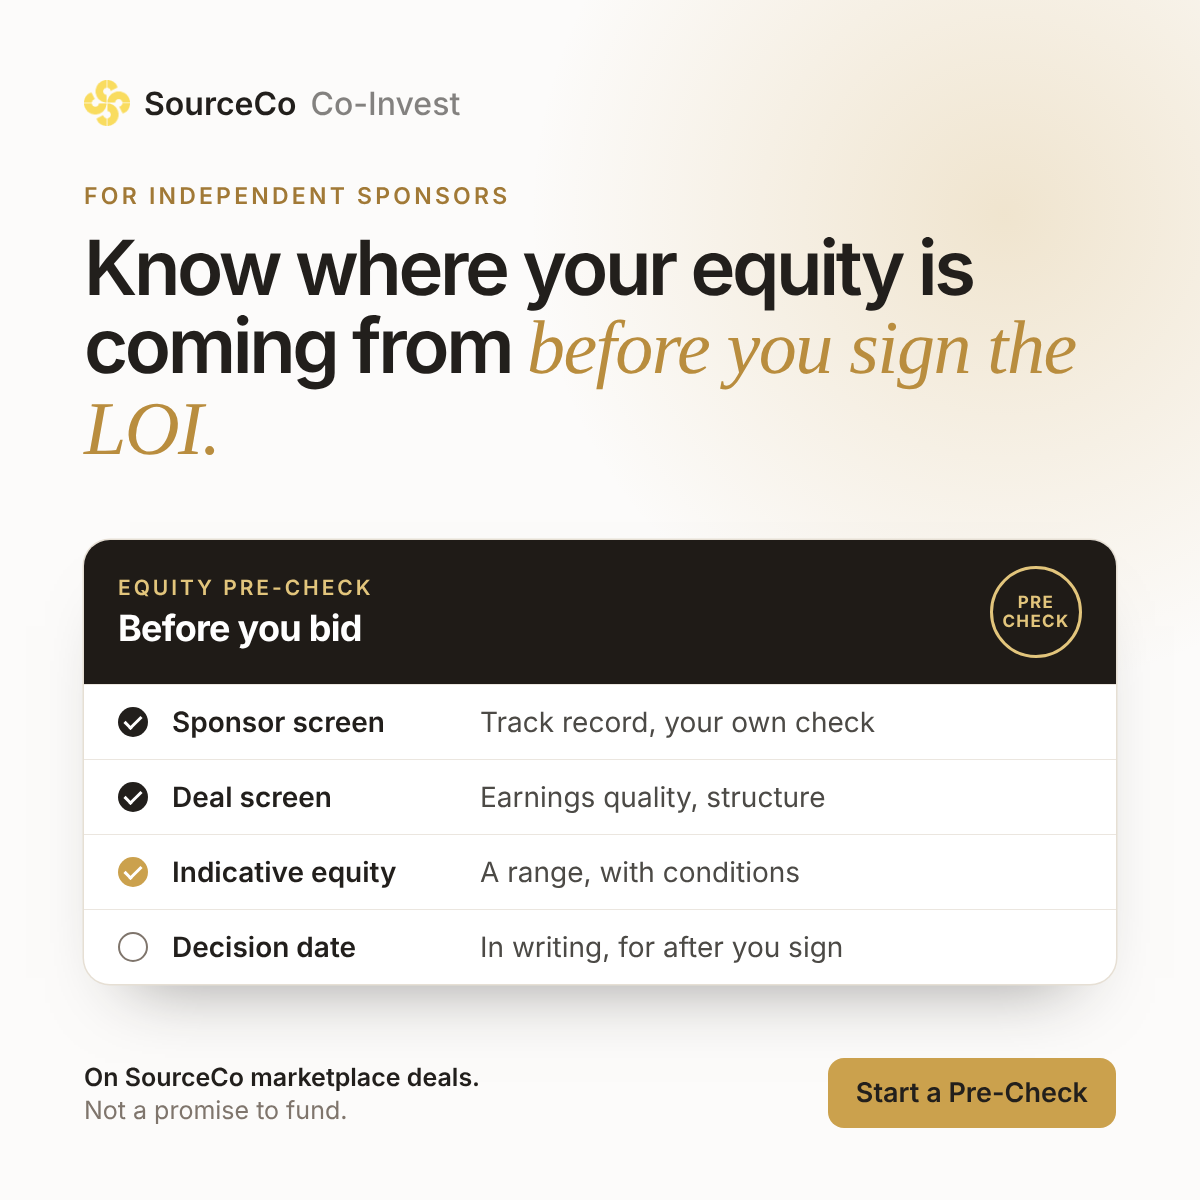 SourceCo Co-Invest
FOR INDEPENDENT SPONSORS
Know where your equity is
coming from before you sign the
LOI.
EQUITY PRE-CHECK
Before you bid
PRE
CHECK
Sponsor screen Track record, your own check
Deal screen Earnings quality, structure
Indicative equity A range, with conditions
Decision date In writing, for after you sign
On SourceCo marketplace deals.
Not a promise to fund.
Start a Pre-Check